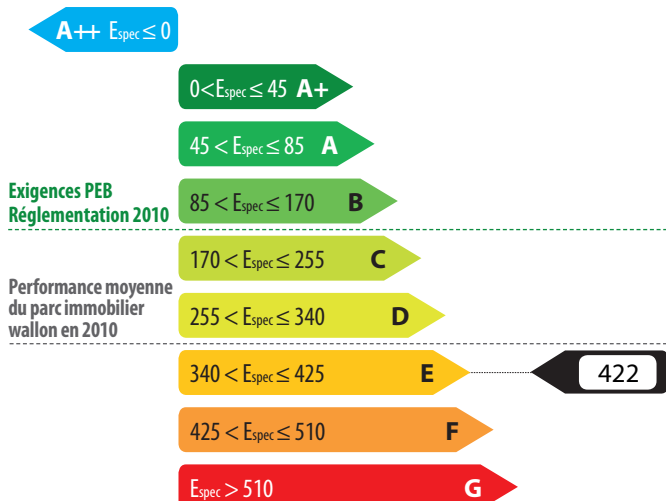 A++ Espec ≤ 0
0 < Espec ≤ 45 A+
45 < Espec ≤ 85 A
Exigences PEB
Réglementation 2010
85 < Espec ≤ 170 B
170 < Espec ≤ 255 C
Performance moyenne
du parc immobilier
wallon en 2010
255 < Espec ≤ 340 D
340 < Espec ≤ 425 E
422
425 < Espec ≤ 510 F
Espec > 510 G